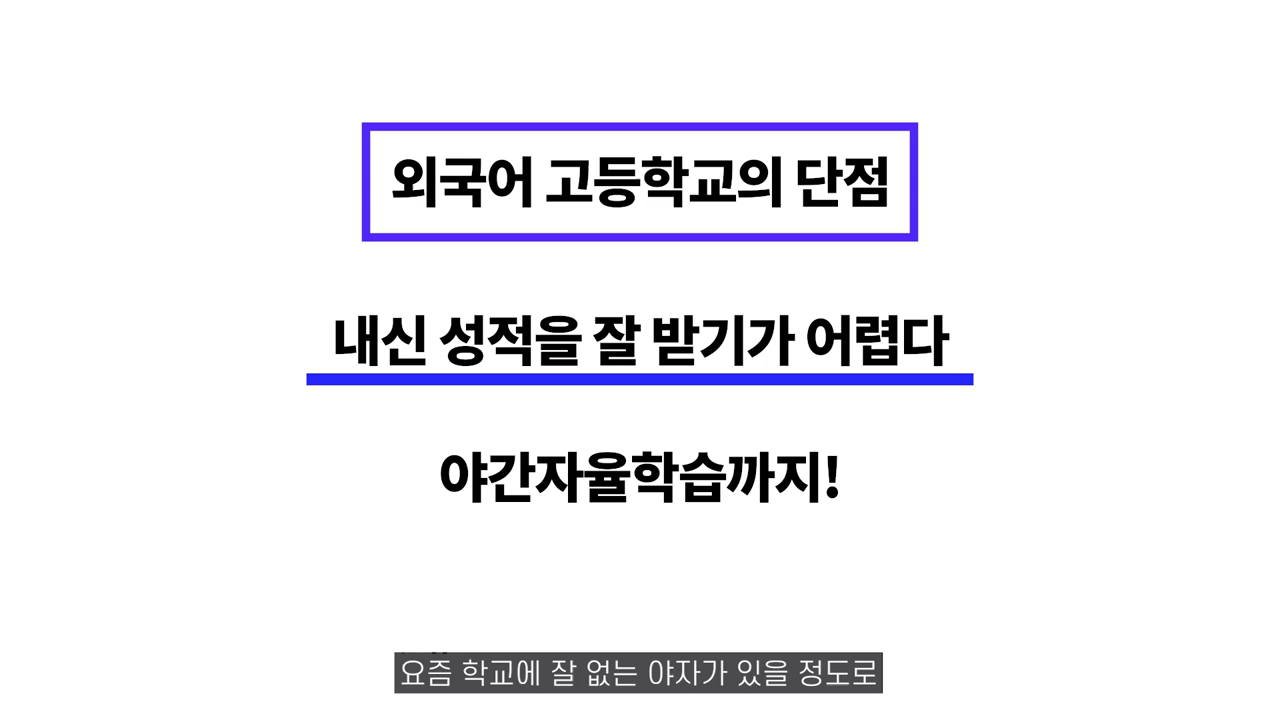 외국어 고등학교의 단점
내신 성적을 잘 받기가 어렵다
야간자율학습까지!
요즘 학교에 잘 없는 야자가 있을 정도로